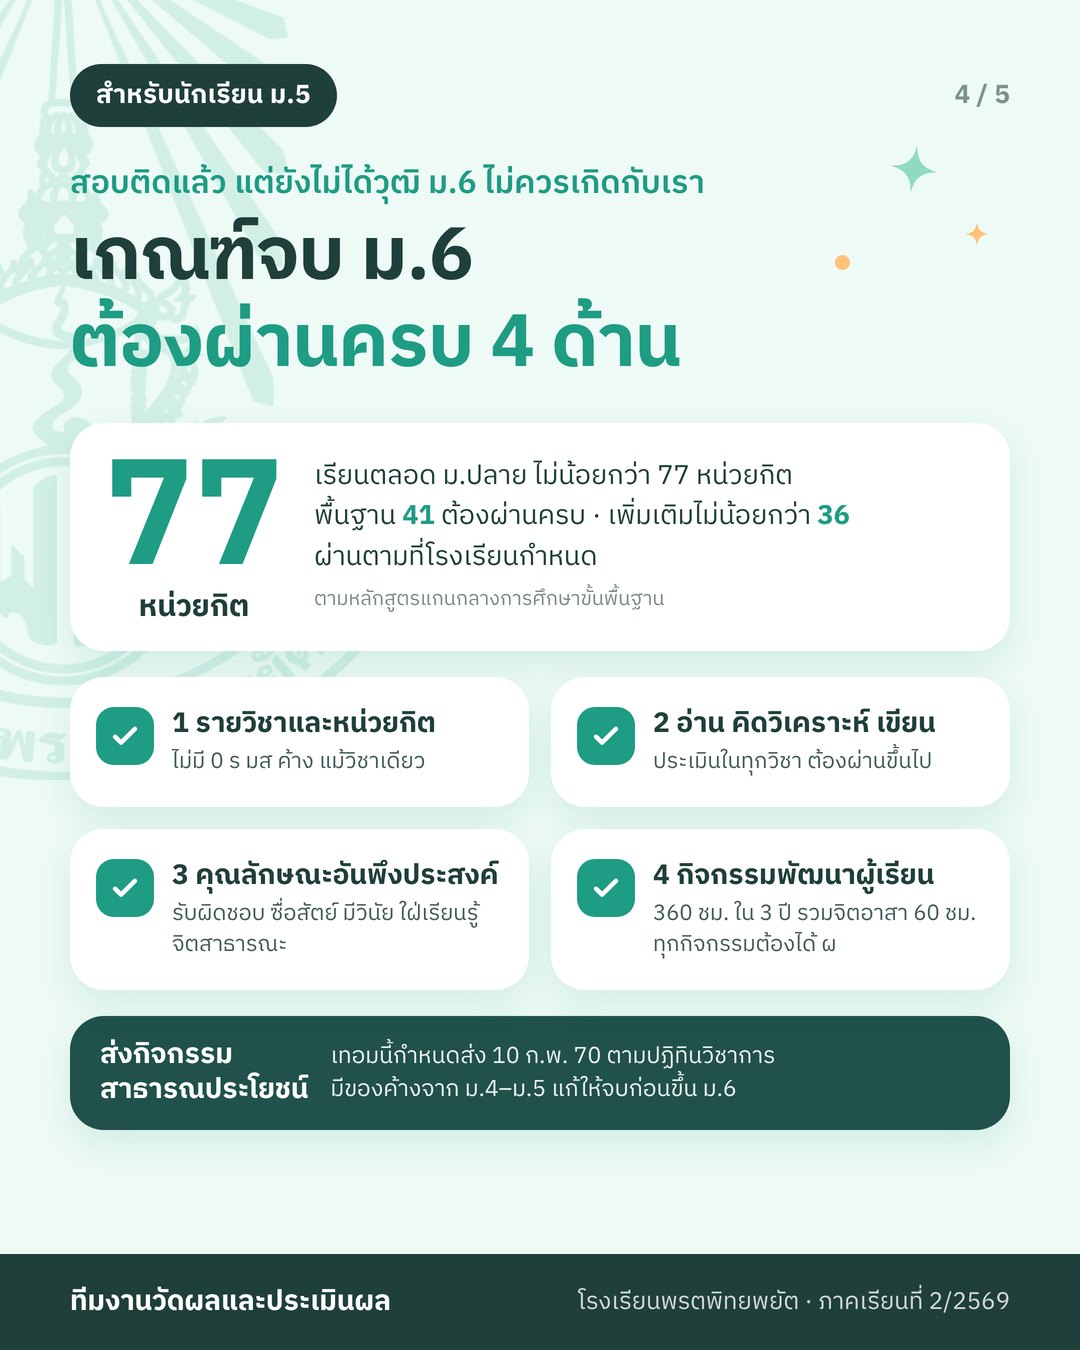 สำหรับนักเรียน ม.5
4 / 5
สอบติดแล้ว แต่ยังไม่ได้วุฒิ ม.6 ไม่ควรเกิดกับเรา
เกณฑ์จบ ม.6
ต้องผ่านครบ 4 ด้าน
77
หน่วยกิต
เรียนตลอด ม.ปลาย ไม่น้อยกว่า 77 หน่วยกิต
พื้นฐาน 41 ต้องผ่านครบ · เพิ่มเติมไม่น้อยกว่า 36
ผ่านตามที่โรงเรียนกำหนด
ตามหลักสูตรแกนกลางการศึกษาขั้นพื้นฐาน
1 รายวิชาและหน่วยกิต
ไม่มี 0 ร มส ค้าง แม้วิชาเดียว
2 อ่าน คิดวิเคราะห์ เขียน
ประเมินในทุกวิชา ต้องผ่านขึ้นไป
3 คุณลักษณะอันพึงประสงค์
รับผิดชอบ ซื่อสัตย์ มีวินัย ใฝ่เรียนรู้
จิตสาธารณะ
4 กิจกรรมพัฒนาผู้เรียน
360 ชม. ใน 3 ปี รวมจิตอาสา 60 ชม.
ทุกกิจกรรมต้องได้ ผ
ส่งกิจกรรม
สาธารณประโยชน์
เทอมนี้กำหนดส่ง 10 ก.พ. 70 ตามปฏิทินวิชาการ
มีของค้างจาก ม.4–ม.5 แก้ให้จบก่อนขึ้น ม.6
ทีมงานวัดผลและประเมินผล
โรงเรียนพรตพิทยพยัต · ภาคเรียนที่ 2/2569